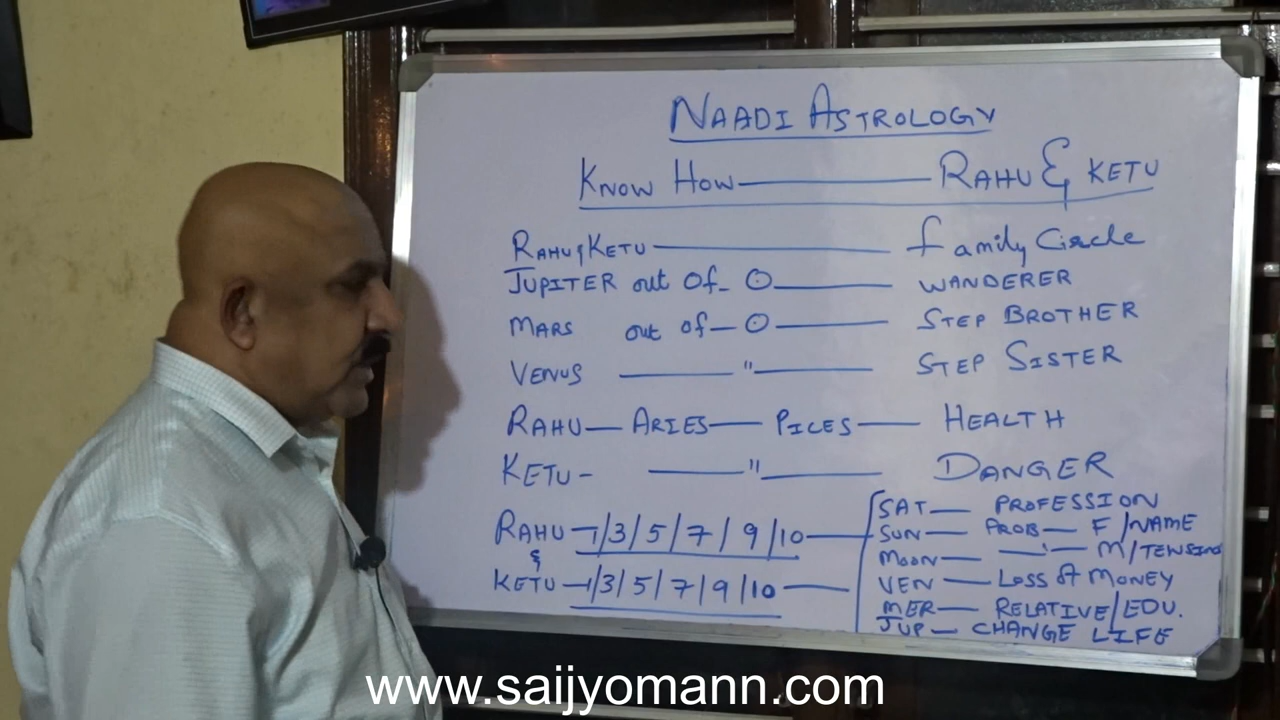 NAADI ASTROLOGY
KNOW HOW — RAHU & KETU
RAHU & KETU — family Circle
JUPITER out Of - ⊙ — WANDERER
MARS out of — ⊙ — STEP BROTHER
VENUS — " — STEP SISTER
RAHU — ARIES — PICES — HEALTH
KETU - — " — DANGER
RAHU — 1/3/5/7/9/10 —
&
KETU — 1/3/5/7/9/10 —
SAT — PROFESSION
SUN — PROB — F/NAME
MOON — " — M/TENSION
VEN — LOSS OF MONEY
MER — RELATIVE/EDU.
JUP — CHANGE LIFE
www.saijyomann.com